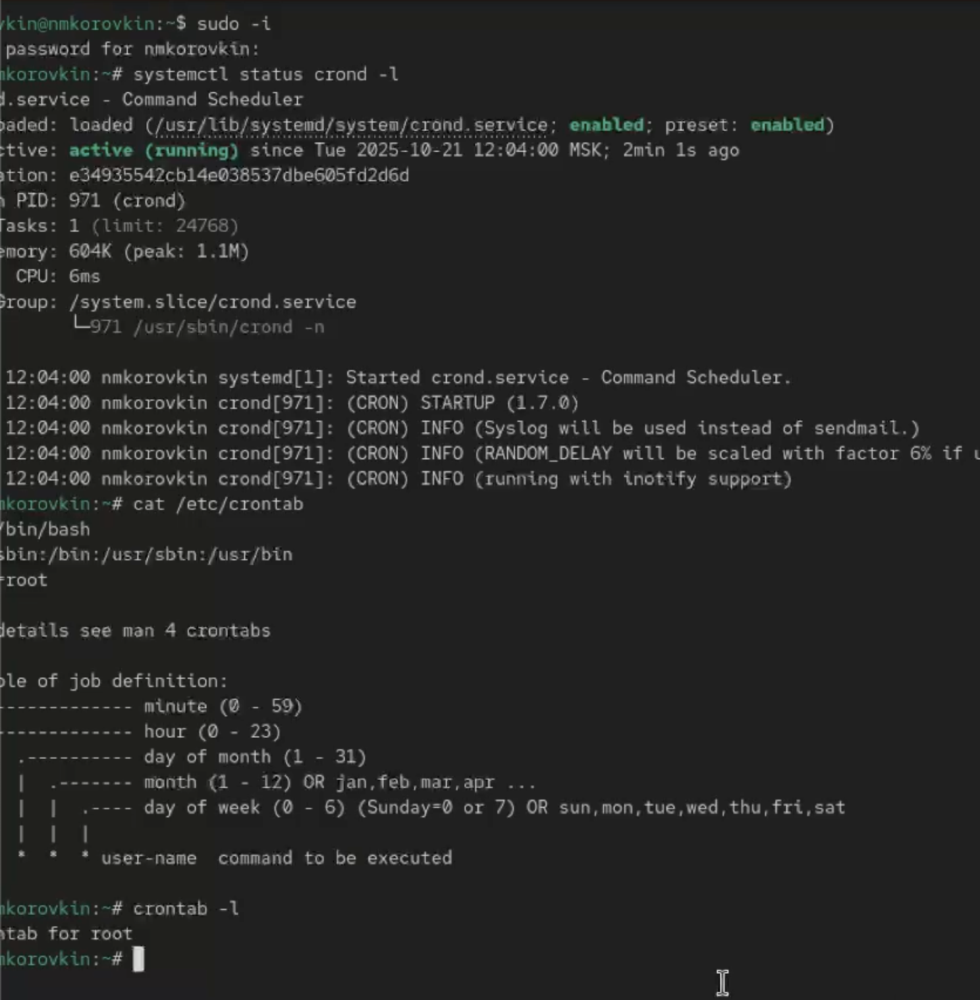 vkin@nmkorovkin:~$ sudo -i
password for nmkorovkin:
mkorovkin:~# systemctl status crond -l
d.service - Command Scheduler
oaded: loaded (/usr/lib/systemd/system/crond.service; enabled; preset: enabled)
ctive: active (running) since Tue 2025-10-21 12:04:00 MSK; 2min 1s ago
ation: e34935542cb14e038537dbe605fd2d6d
n PID: 971 (crond)
Tasks: 1 (limit: 24768)
emory: 604K (peak: 1.1M)
CPU: 6ms
Group: /system.slice/crond.service
└─971 /usr/sbin/crond -n
12:04:00 nmkorovkin systemd[1]: Started crond.service - Command Scheduler.
12:04:00 nmkorovkin crond[971]: (CRON) STARTUP (1.7.0)
12:04:00 nmkorovkin crond[971]: (CRON) INFO (Syslog will be used instead of sendmail.)
12:04:00 nmkorovkin crond[971]: (CRON) INFO (RANDOM_DELAY will be scaled with factor 6% if u
12:04:00 nmkorovkin crond[971]: (CRON) INFO (running with inotify support)
mkorovkin:~# cat /etc/crontab
/bin/bash
sbin:/bin:/usr/sbin:/usr/bin
=root
details see man 4 crontabs
ple of job definition:
------------- minute (0 - 59)
------------- hour (0 - 23)
.---------- day of month (1 - 31)
| .------- month (1 - 12) OR jan,feb,mar,apr ...
| | .---- day of week (0 - 6) (Sunday=0 or 7) OR sun,mon,tue,wed,thu,fri,sat
| | |
* * * user-name  command to be executed
mkorovkin:~# crontab -l
ntab for root
mkorovkin:~#